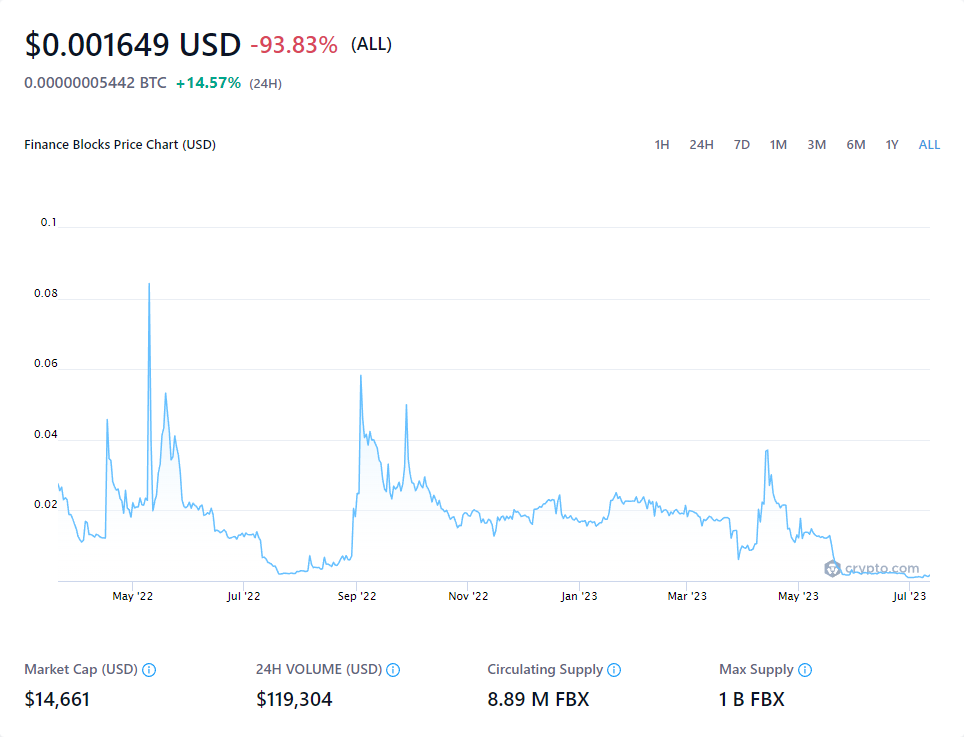 $0.001649 USD -93.83% (ALL)
0.00000005442 BTC +14.57% (24H)
Finance Blocks Price Chart (USD) 1H 24H 7D 1M 3M 6M 1Y ALL
0.1
0.08
0.06
0.04
0.02
crypto.com
May '22 Jul '22 Sep '22 Nov '22 Jan '23 Mar '23 May '23 Jul '23
Market Cap (USD) 24H VOLUME (USD) Circulating Supply Max Supply
$14,661 $119,304 8.89 M FBX 1 B FBX